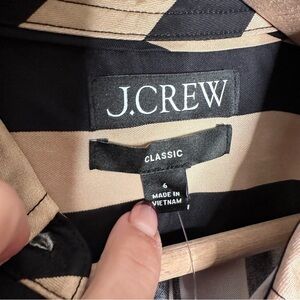 J.CREW
CLASSIC
6
MADE IN
VIETNAM